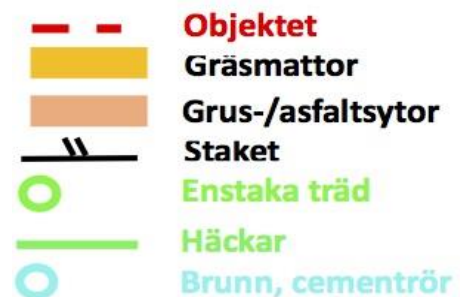 Objektet
Gräsmattor
Grus-/asfaltsytor
Staket
Enstaka träd
Häckar
Brunn, cementrör